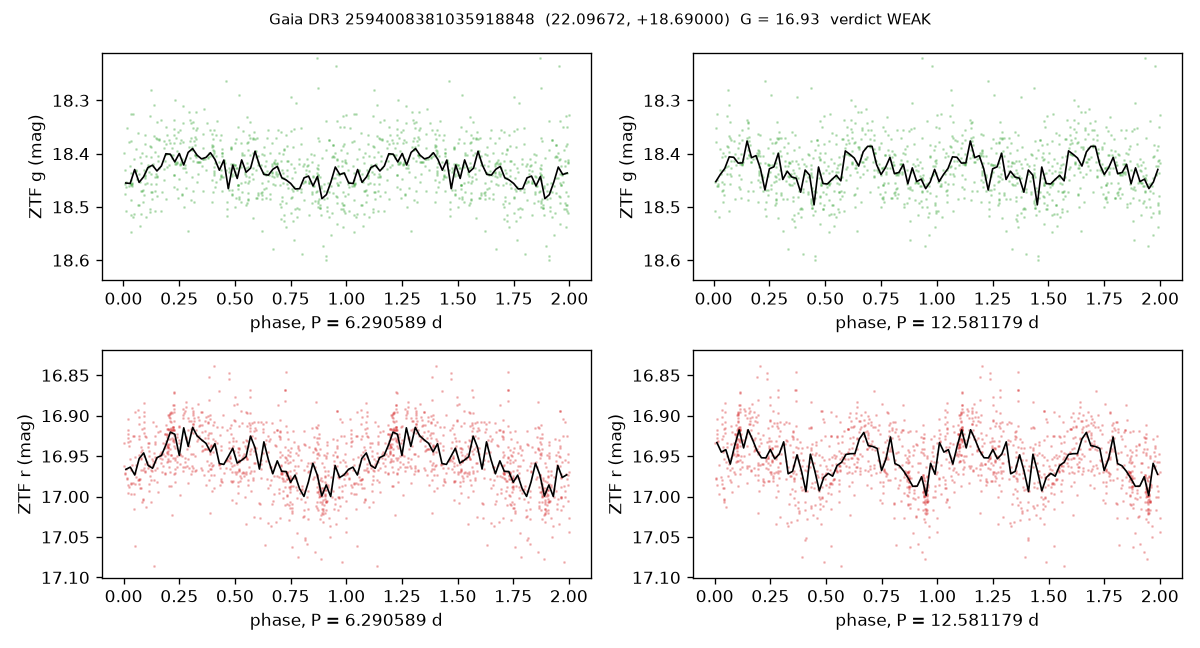 Gaia DR3 2594008381035918848  (22.09672, +18.69000)  G = 16.93  verdict WEAK
ZTF g (mag)
18.3
18.4
18.5
18.6
0.00 0.25 0.50 0.75 1.00 1.25 1.50 1.75 2.00
phase, P = 6.290589 d
ZTF g (mag)
18.3
18.4
18.5
18.6
0.00 0.25 0.50 0.75 1.00 1.25 1.50 1.75 2.00
phase, P = 12.581179 d
ZTF r (mag)
16.85
16.90
16.95
17.00
17.05
17.10
0.00 0.25 0.50 0.75 1.00 1.25 1.50 1.75 2.00
phase, P = 6.290589 d
ZTF r (mag)
16.85
16.90
16.95
17.00
17.05
17.10
0.00 0.25 0.50 0.75 1.00 1.25 1.50 1.75 2.00
phase, P = 12.581179 d